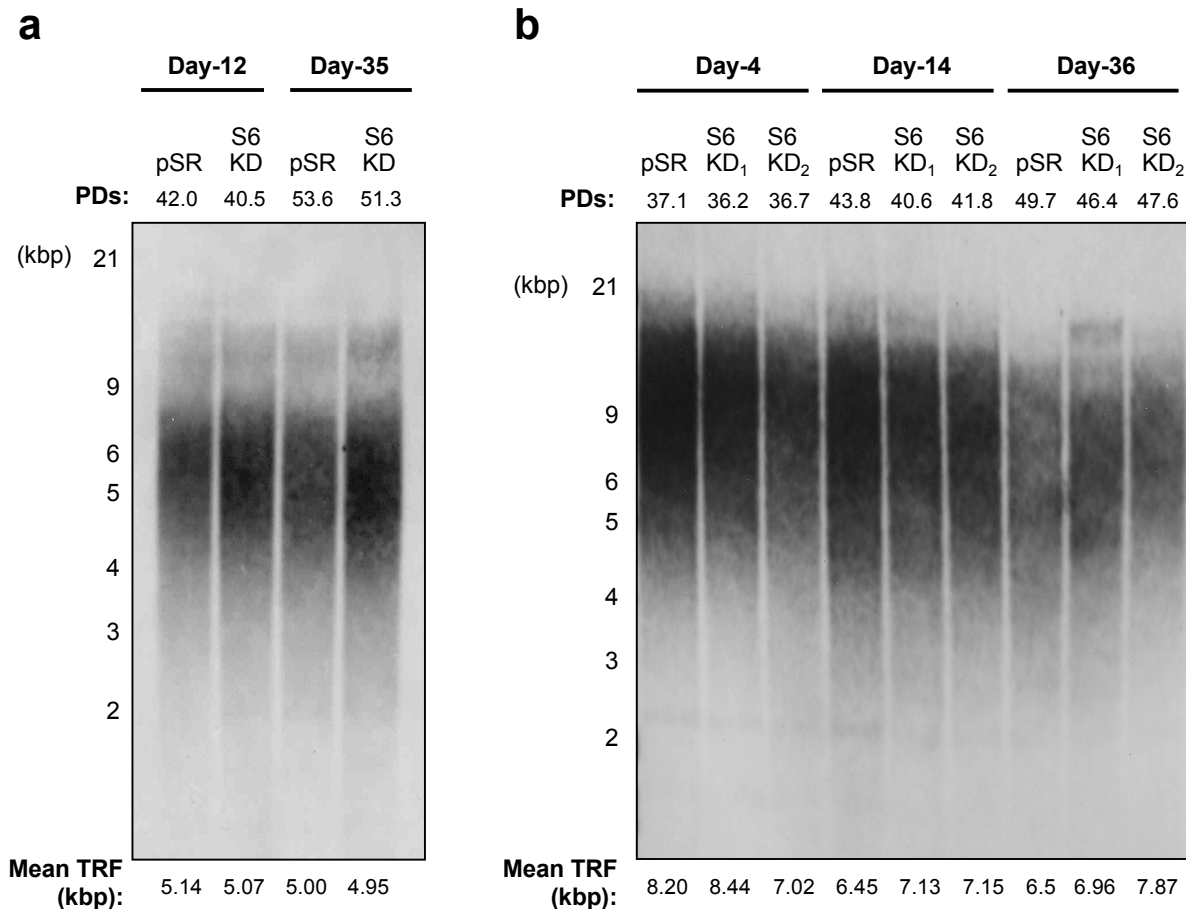 a
Day-12 Day-35
pSR S6 KD pSR S6 KD
PDs: 42.0 40.5 53.6 51.3
(kbp) 21
9
6
5
4
3
2
Mean TRF (kbp): 5.14 5.07 5.00 4.95
b
Day-4 Day-14 Day-36
pSR S6 KD₁ S6 KD₂ pSR S6 KD₁ S6 KD₂ pSR S6 KD₁ S6 KD₂
PDs: 37.1 36.2 36.7 43.8 40.6 41.8 49.7 46.4 47.6
(kbp) 21
9
6
5
4
3
2
Mean TRF (kbp): 8.20 8.44 7.02 6.45 7.13 7.15 6.5 6.96 7.87